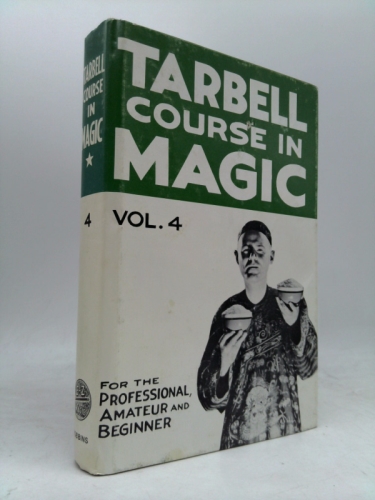 TARBELL
COURSE IN
MAGIC
VOL. 4
FOR THE
PROFESSIONAL,
AMATEUR AND
BEGINNER
TARBELL
COURSE
IN
MAGIC
4